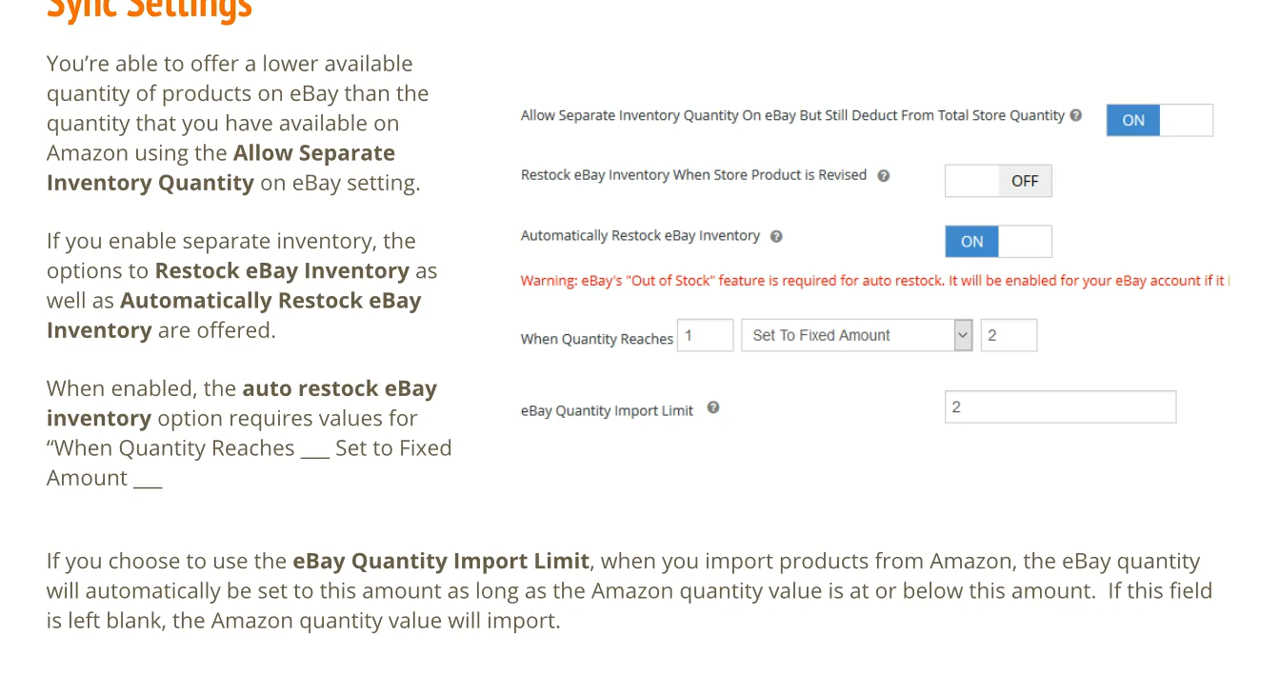 Sync Settings
You’re able to offer a lower available
quantity of products on eBay than the
quantity that you have available on
Amazon using the Allow Separate
Inventory Quantity on eBay setting.
If you enable separate inventory, the
options to Restock eBay Inventory as
well as Automatically Restock eBay
Inventory are offered.
When enabled, the auto restock eBay
inventory option requires values for
“When Quantity Reaches ___ Set to Fixed
Amount ___
Allow Separate Inventory Quantity On eBay But Still Deduct From Total Store Quantity ? ON
Restock eBay Inventory When Store Product is Revised ? OFF
Automatically Restock eBay Inventory ? ON
Warning: eBay's "Out of Stock" feature is required for auto restock. It will be enabled for your eBay account if it i
When Quantity Reaches 1 Set To Fixed Amount 2
eBay Quantity Import Limit ? 2
If you choose to use the eBay Quantity Import Limit, when you import products from Amazon, the eBay quantity
will automatically be set to this amount as long as the Amazon quantity value is at or below this amount.  If this field
is left blank, the Amazon quantity value will import.